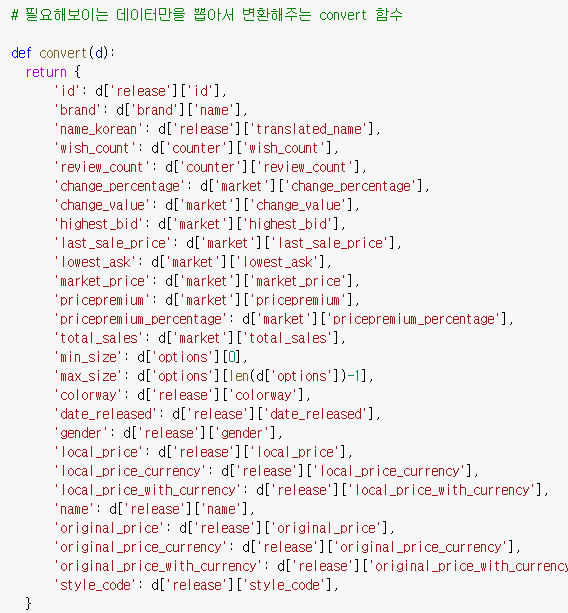 # 필요해보이는 데이터만을 뽑아서 변환해주는 convert 함수
def convert(d):
  return {
      'id': d['release']['id'],
      'brand': d['brand']['name'],
      'name_korean': d['release']['translated_name'],
      'wish_count': d['counter']['wish_count'],
      'review_count': d['counter']['review_count'],
      'change_percentage': d['market']['change_percentage'],
      'change_value': d['market']['change_value'],
      'highest_bid': d['market']['highest_bid'],
      'last_sale_price': d['market']['last_sale_price'],
      'lowest_ask': d['market']['lowest_ask'],
      'market_price': d['market']['market_price'],
      'pricepremium': d['market']['pricepremium'],
      'pricepremium_percentage': d['market']['pricepremium_percentage'],
      'total_sales': d['market']['total_sales'],
      'min_size': d['options'][0],
      'max_size': d['options'][len(d['options'])-1],
      'colorway': d['release']['colorway'],
      'date_released': d['release']['date_released'],
      'gender': d['release']['gender'],
      'local_price': d['release']['local_price'],
      'local_price_currency': d['release']['local_price_currency'],
      'local_price_with_currency': d['release']['local_price_with_currency'],
      'name': d['release']['name'],
      'original_price': d['release']['original_price'],
      'original_price_currency': d['release']['original_price_currency'],
      'original_price_with_currency': d['release']['original_price_with_currency
      'style_code': d['release']['style_code'],
  }